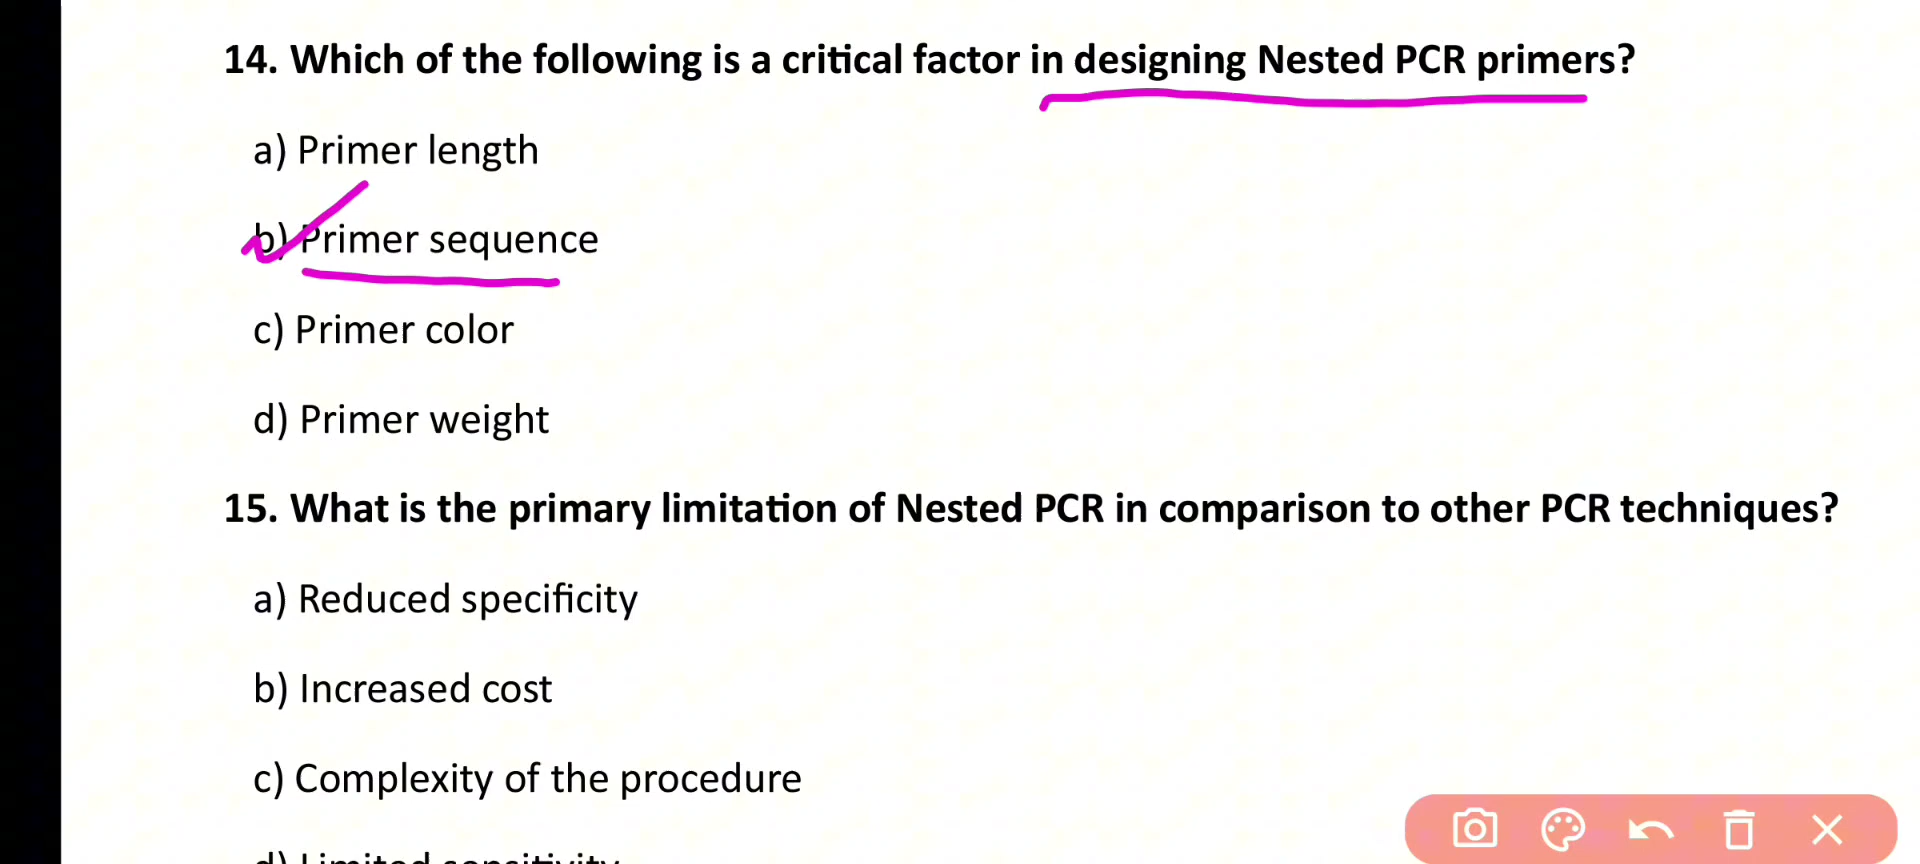 14. Which of the following is a critical factor in designing Nested PCR primers?
a) Primer length
b) Primer sequence
c) Primer color
d) Primer weight
15. What is the primary limitation of Nested PCR in comparison to other PCR techniques?
a) Reduced specificity
b) Increased cost
c) Complexity of the procedure
d) Limited sensitivity